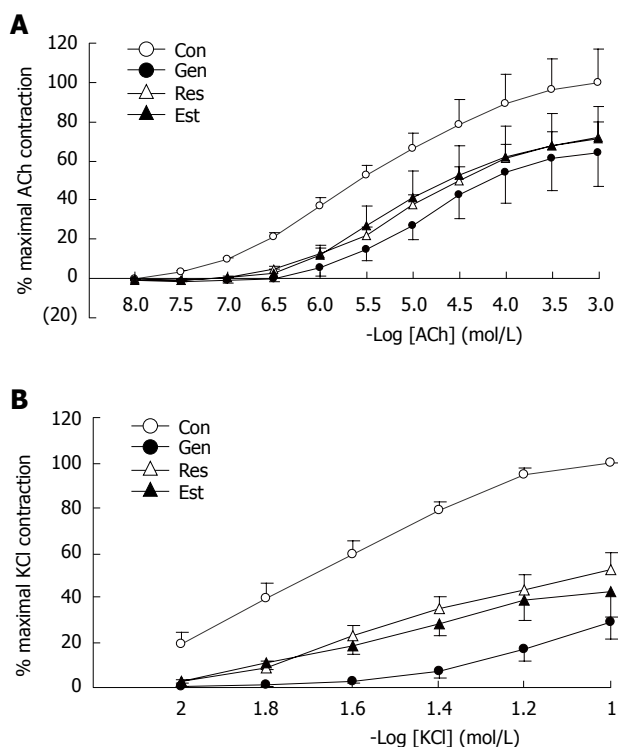 A
% maximal ACh contraction
120
100
80
60
40
20
0
(20)
Con
Gen
Res
Est
8.0 7.5 7.0 6.5 6.0 5.5 5.0 4.5 4.0 3.5 3.0
-Log [ACh] (mol/L)
B
% maximal KCl contraction
120
100
80
60
40
20
0
Con
Gen
Res
Est
2 1.8 1.6 1.4 1.2 1
-Log [KCl] (mol/L)